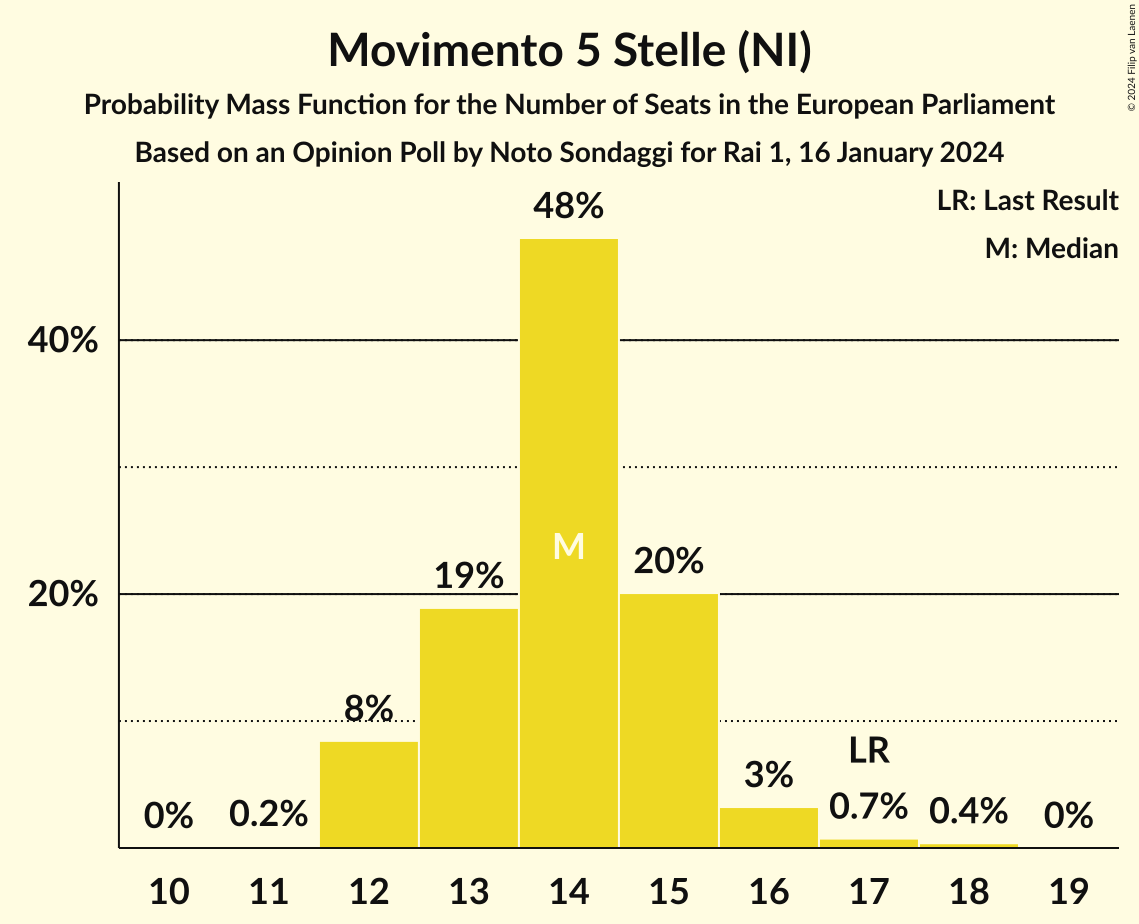 Movimento 5 Stelle (NI)
Probability Mass Function for the Number of Seats in the European Parliament
Based on an Opinion Poll by Noto Sondaggi for Rai 1, 16 January 2024
© 2024 Filip van Laenen
LR: Last Result
M: Median
40%
20%
0%
0.2%
8%
19%
48%
M
20%
3%
LR
0.7%
0.4%
0%
10 11 12 13 14 15 16 17 18 19